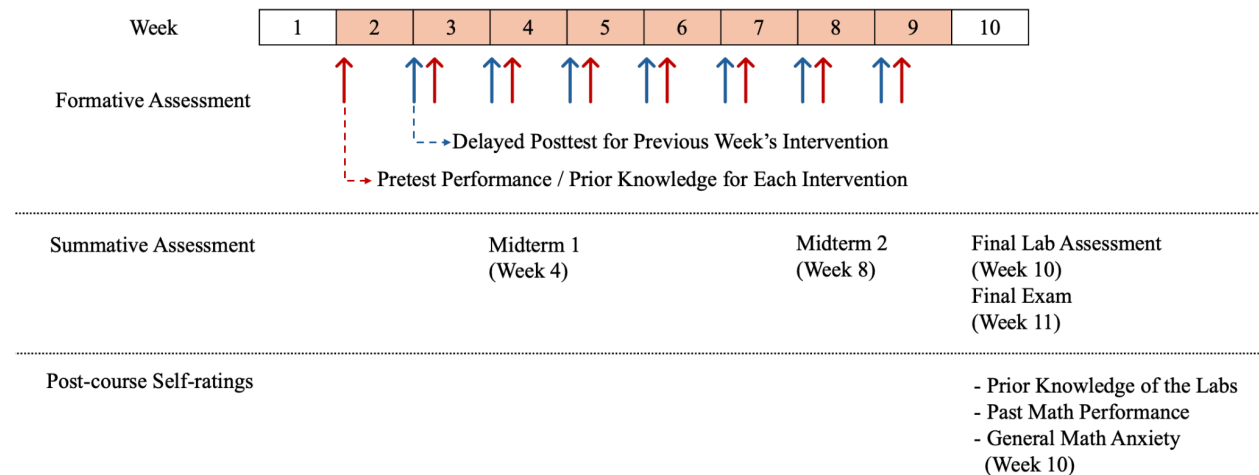 Week 1 2 3 4 5 6 7 8 9 10
Formative Assessment
Delayed Posttest for Previous Week's Intervention
Pretest Performance / Prior Knowledge for Each Intervention
Summative Assessment
Midterm 1
(Week 4)
Midterm 2
(Week 8)
Final Lab Assessment
(Week 10)
Final Exam
(Week 11)
Post-course Self-ratings
- Prior Knowledge of the Labs
- Past Math Performance
- General Math Anxiety
(Week 10)